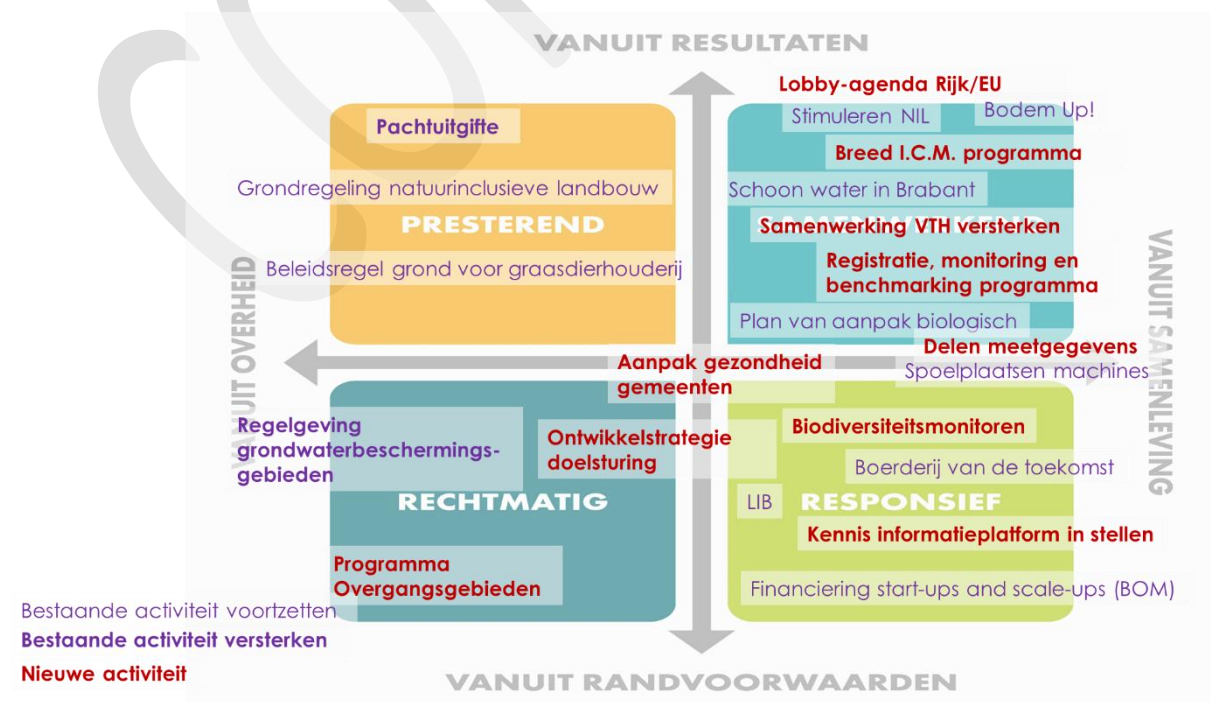 VANUIT RESULTATEN
Lobby-agenda Rijk/EU
Pachtuitgifte
Stimuleren NIL
Bodem Up!
Breed I.C.M. programma
Grondregeling natuurinclusieve landbouw
Schoon water in Brabant
PRESTEREND
SAMENWERKEND
Samenwerking VTH versterken
Beleidsregel grond voor graasdierhouderij
Registratie, monitoring en
benchmarking programma
Plan van aanpak biologisch
VANUIT OVERHEID
VANUIT SAMENLEVING
Delen meetgegevens
Spoelplaatsen machines
Aanpak gezondheid
gemeenten
Regelgeving
grondwaterbeschermings-
gebieden
Ontwikkelstrategie
doelsturing
Biodiversiteitsmonitoren
Boerderij van de toekomst
RECHTMATIG
LIB
RESPONSIEF
Kennis informatieplatform in stellen
Programma
Overgangsgebieden
Financiering start-ups and scale-ups (BOM)
Bestaande activiteit voortzetten
Bestaande activiteit versterken
Nieuwe activiteit
VANUIT RANDVOORWAARDEN